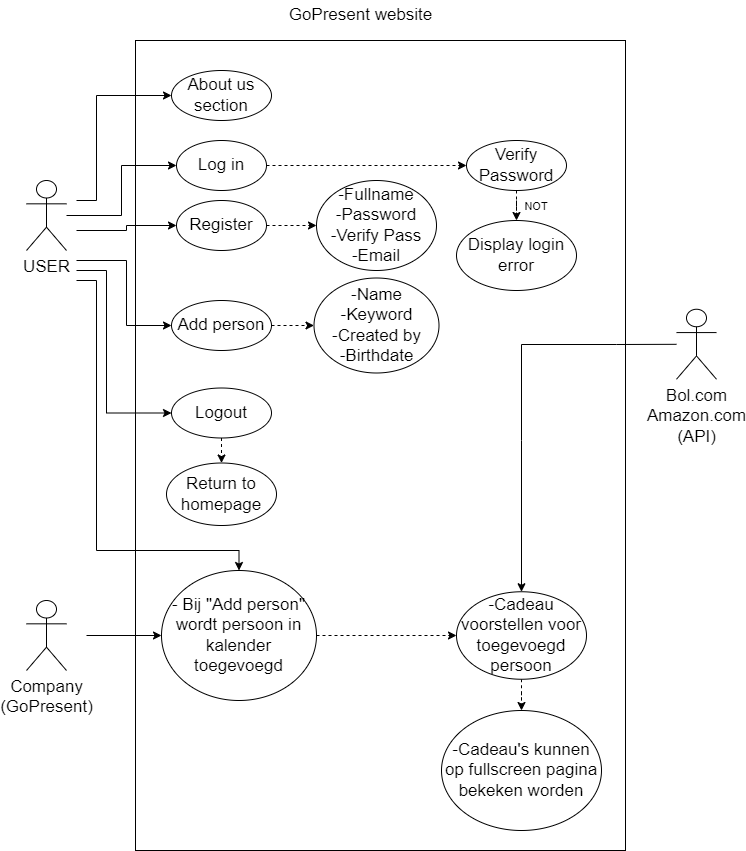 GoPresent website
About us
section
Log in
Verify
Password
NOT
Display login
error
Register
-Fullname
-Password
-Verify Pass
-Email
USER
Add person
-Name
-Keyword
-Created by
-Birthdate
Bol.com
Amazon.com
(API)
Logout
Return to
homepage
- Bij "Add person"
wordt persoon in
kalender
toegevoegd
-Cadeau
voorstellen voor
toegevoegd
persoon
Company
(GoPresent)
-Cadeau's kunnen
op fullscreen pagina
bekeken worden